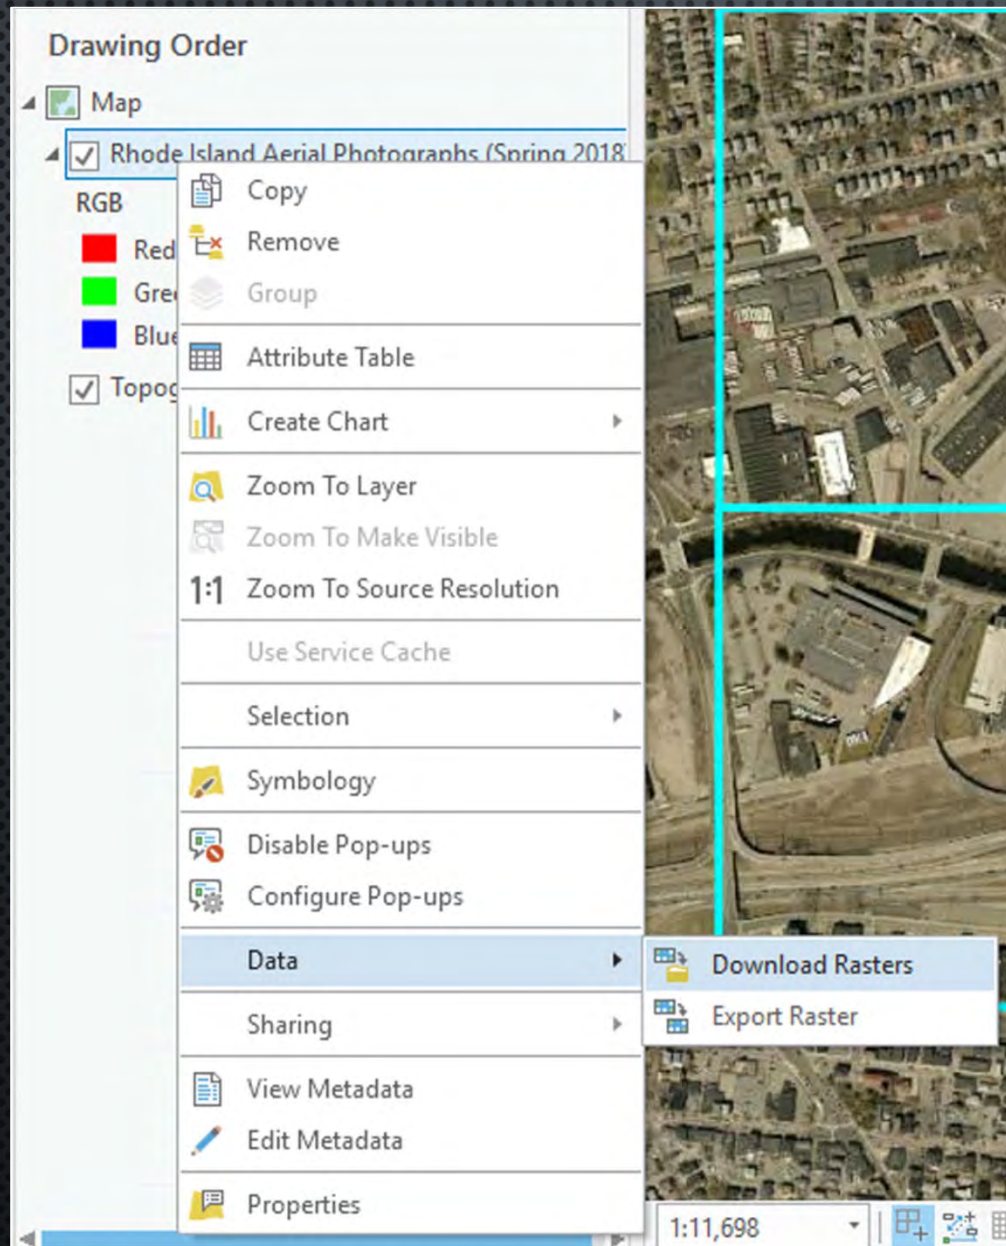 Drawing Order
Map
Rhode Island Aerial Photographs (Spring 2018
RGB
Red
Gre
Blue
Topog
Copy
Remove
Group
Attribute Table
Create Chart
Zoom To Layer
Zoom To Make Visible
1:1 Zoom To Source Resolution
Use Service Cache
Selection
Symbology
Disable Pop-ups
Configure Pop-ups
Data
Download Rasters
Export Raster
Sharing
View Metadata
Edit Metadata
Properties
1:11,698